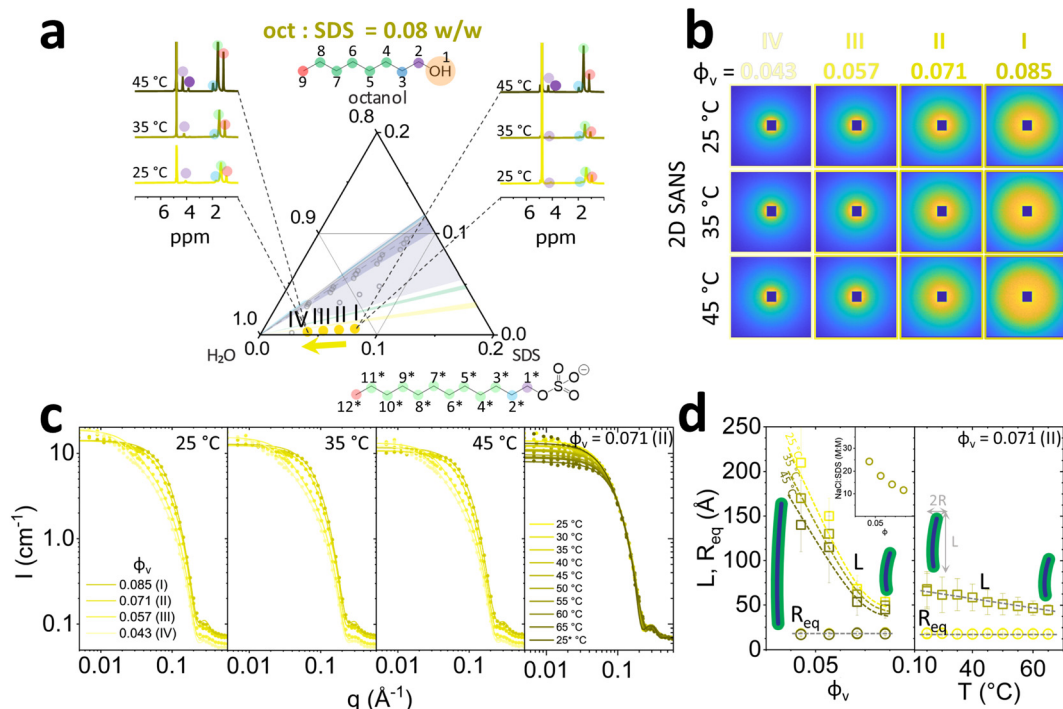 a
oct : SDS = 0.08 w/w
8 6 4 2 1
OH
9 7 5 3
octanol
45 °C
35 °C
25 °C
6 4 2
ppm
45 °C
35 °C
25 °C
6 4 2
ppm
0.8
0.2
0.9
0.1
1.0
0.0
IV III II I
H₂O
0.0 0.1 0.2
SDS
11* 9* 7* 5* 3* 1*
12* 10* 8* 6* 4* 2*
O S O
O
O
⊖
b
IV III II I
ϕv = 0.043 0.057 0.071 0.085
2D SANS
25 °C
35 °C
45 °C
c
25 °C
35 °C
45 °C
ϕv = 0.071 (II)
I (cm⁻¹)
10
1.0
0.1
ϕv
0.085 (I)
0.071 (II)
0.057 (III)
0.043 (IV)
25 °C
30 °C
35 °C
40 °C
45 °C
50 °C
55 °C
60 °C
65 °C
25* °C
0.01 0.1 0.01 0.1 0.01 0.1 0.01 0.1
q (Å⁻¹)
d
ϕv = 0.071 (II)
L, Req (Å)
250
200
150
100
50
0
NaCl:SDS (M:M)
30
20
10
0.05
ϕ
2R
L
L
L
Req
Req
0.05 0.10
40 60
ϕv
T (°C)